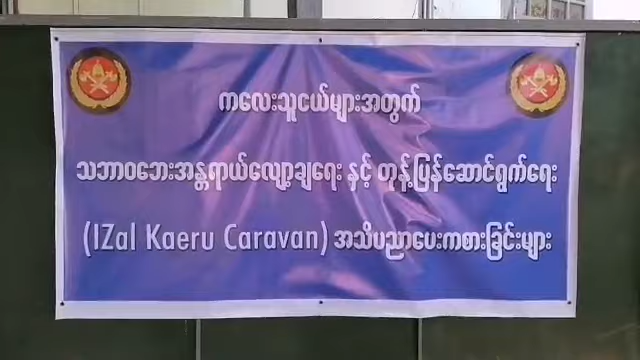 ကလေးသူငယ်များအတွက်
သဘာဝဘေးအန္တရာယ်လျော့ချရေး နှင့် တုန့်ပြန်ဆောင်ရွက်ရေး
(IZaI Kaeru Caravan) အသိပညာပေးကစားခြင်းများ